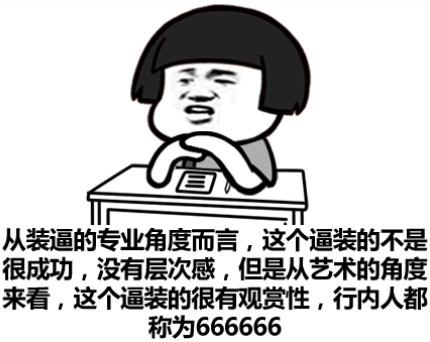 从装逼的专业角度而言，这个逼装的不是
很成功，没有层次感，但是从艺术的角度
来看，这个逼装的很有观赏性，行内人都
称为666666